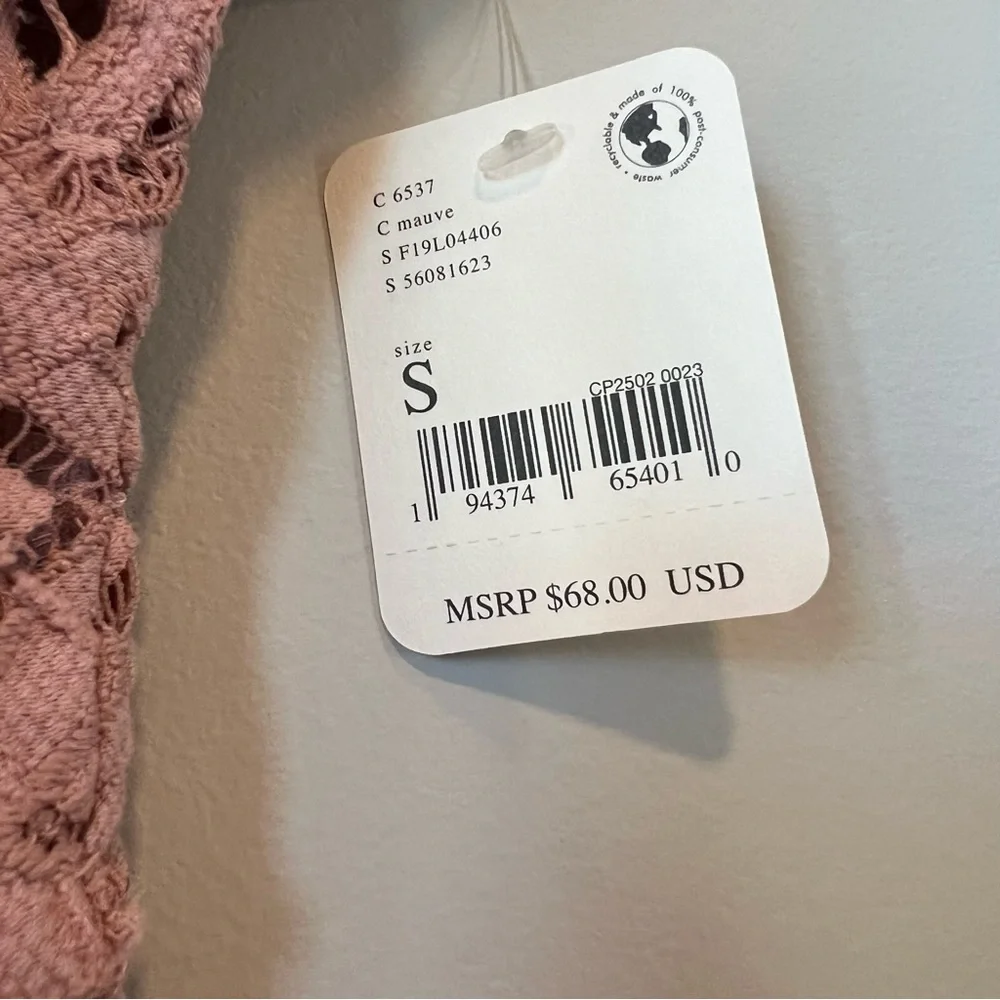 recyclable & made of 100% post-consumer waste •
C 6537
C mauve
S F19L04406
S 56081623
size
S
CP2502 0023
1 94374 65401 0
MSRP $68.00 USD